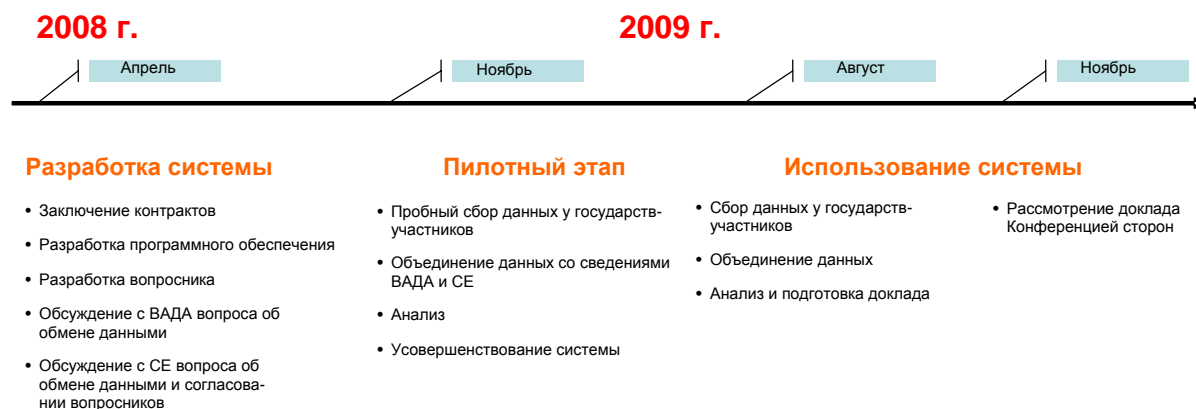 2008 г.
2009 г.
Апрель
Ноябрь
Август
Ноябрь
Разработка системы
• Заключение контрактов
• Разработка программного обеспечения
• Разработка вопросника
• Обсуждение с ВАДА вопроса об
обмене данными
• Обсуждение с СЕ вопроса об
обмене данными и согласова-
нии вопросников
Пилотный этап
• Пробный сбор данных у государств-
участников
• Объединение данных со сведениями
ВАДА и СЕ
• Анализ
• Усовершенствование системы
Использование системы
• Сбор данных у государств-
участников
• Объединение данных
• Анализ и подготовка доклада
• Рассмотрение доклада
Конференцией сторон